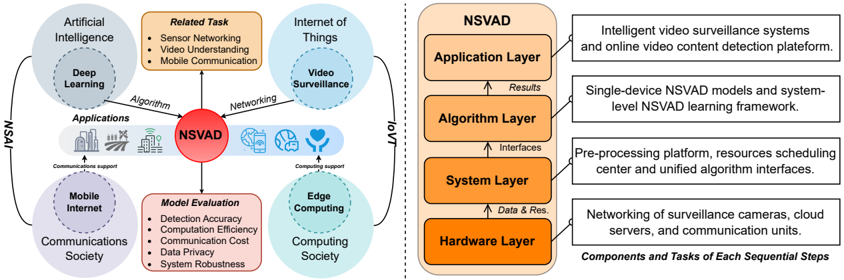 Artificial
Intelligence
Deep
Learning
Related Task
• Sensor Networking
• Video Understanding
• Mobile Communication
Internet of
Things
Video
Surveillance
Algorithm
Networking
NSAI
IoVT
Applications
NSVAD
Communications support
Computing support
Mobile
Internet
Communications
Society
Model Evaluation
• Detection Accuracy
• Computation Efficiency
• Communication Cost
• Data Privacy
• System Robustness
Edge
Computing
Computing
Society
NSVAD
Application Layer
Results
Algorithm Layer
Interfaces
System Layer
Data & Res.
Hardware Layer
Intelligent video surveillance systems
and online video content detection plateform.
Single-device NSVAD models and system-
level NSVAD learning framework.
Pre-processing platform, resources scheduling
center and unified algorithm interfaces.
Networking of surveillance cameras, cloud
servers, and communication units.
Components and Tasks of Each Sequential Steps